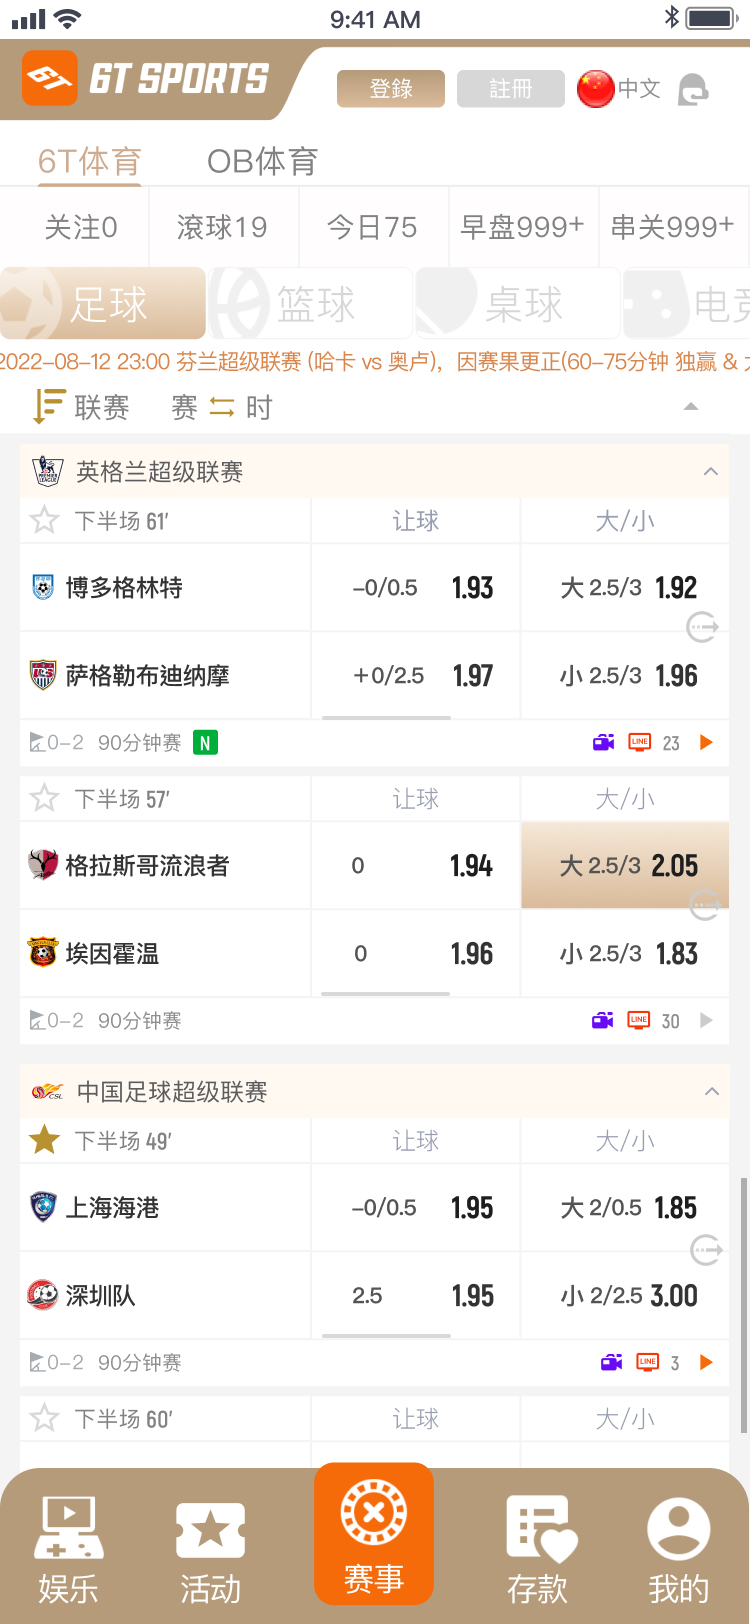 9:41 AM
6T SPORTS 登錄 註冊 中文
6T体育 OB体育
关注0 滾球19 今日75 早盘999+ 串关999+
足球 篮球 桌球 电竞
2022-08-12 23:00 芬兰超级联赛 (哈卡 vs 奥卢)，因赛果更正(60-75分钟 独赢 &
联赛 赛 时
英格兰超级联赛
下半场 61' 让球 大/小
博多格林特 -0/0.5 1.93 大 2.5/3 1.92
萨格勒布迪纳摩 +0/2.5 1.97 小 2.5/3 1.96
0-2 90分钟赛 N LINE 23
下半场 57' 让球 大/小
格拉斯哥流浪者 0 1.94 大 2.5/3 2.05
埃因霍温 0 1.96 小 2.5/3 1.83
0-2 90分钟赛 LINE 30
CSL 中国足球超级联赛
下半场 49' 让球 大/小
上海海港 -0/0.5 1.95 大 2/0.5 1.85
深圳队 2.5 1.95 小 2/2.5 3.00
0-2 90分钟赛 LINE 3
下半场 60' 让球 大/小
娱乐 活动 赛事 存款 我的